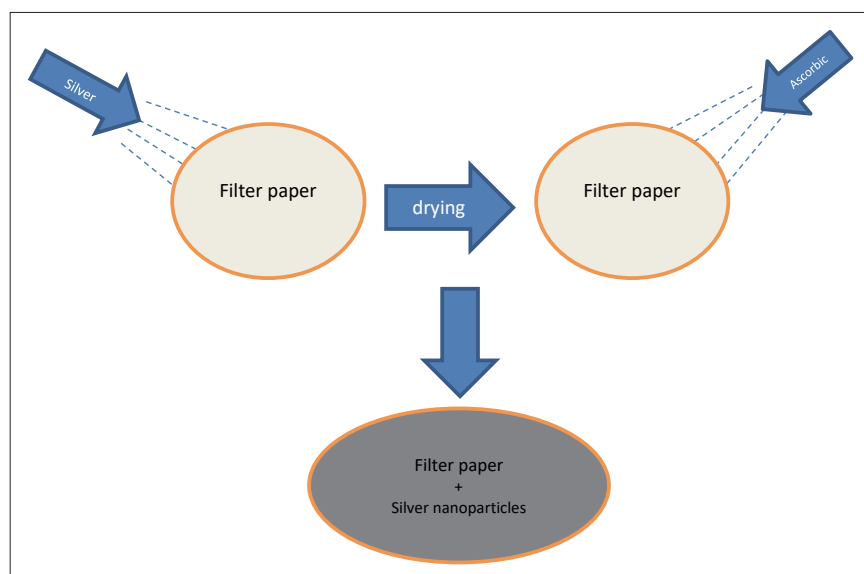 Silver
Ascorbic
Filter paper
drying
Filter paper
Filter paper
+
Silver nanoparticles